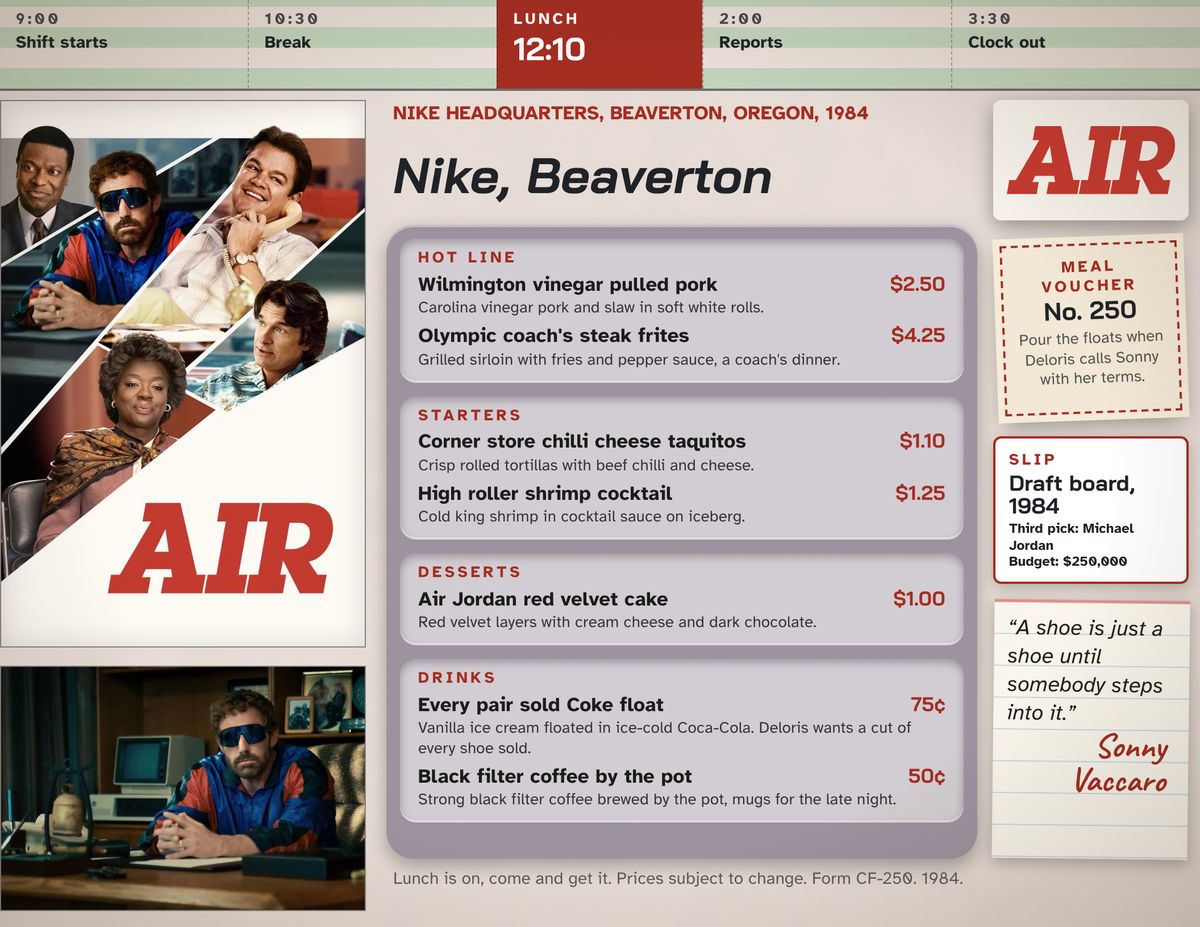 9:00
Shift starts
10:30
Break
LUNCH
12:10
2:00
Reports
3:30
Clock out
AIR
NIKE HEADQUARTERS, BEAVERTON, OREGON, 1984
Nike, Beaverton
HOT LINE
Wilmington vinegar pulled pork $2.50
Carolina vinegar pork and slaw in soft white rolls.
Olympic coach's steak frites $4.25
Grilled sirloin with fries and pepper sauce, a coach's dinner.
STARTERS
Corner store chilli cheese taquitos $1.10
Crisp rolled tortillas with beef chilli and cheese.
High roller shrimp cocktail $1.25
Cold king shrimp in cocktail sauce on iceberg.
DESSERTS
Air Jordan red velvet cake $1.00
Red velvet layers with cream cheese and dark chocolate.
DRINKS
Every pair sold Coke float 75¢
Vanilla ice cream floated in ice-cold Coca-Cola. Deloris wants a cut of
every shoe sold.
Black filter coffee by the pot 50¢
Strong black filter coffee brewed by the pot, mugs for the late night.
Lunch is on, come and get it. Prices subject to change. Form CF-250. 1984.
AIR
MEAL
VOUCHER
No. 250
Pour the floats when
Deloris calls Sonny
with her terms.
SLIP
Draft board,
1984
Third pick: Michael
Jordan
Budget: $250,000
“A shoe is just a
shoe until
somebody steps
into it.”
Sonny
Vaccaro